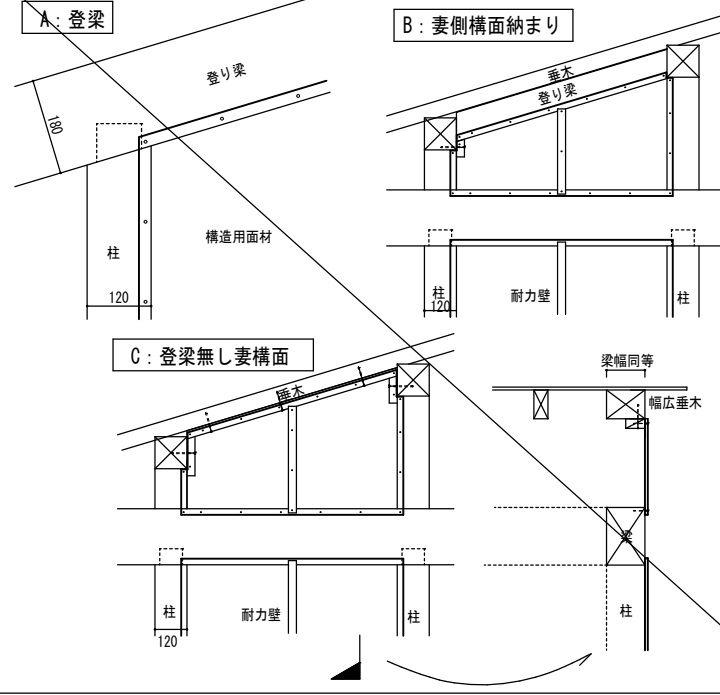 A：登梁
登り梁
180
柱
120
構造用面材
B：妻側構面納まり
垂木
登り梁
柱
120
耐力壁
柱
C：登梁無し妻構面
垂木
柱
120
耐力壁
柱
梁幅同等
幅広垂木
梁
柱